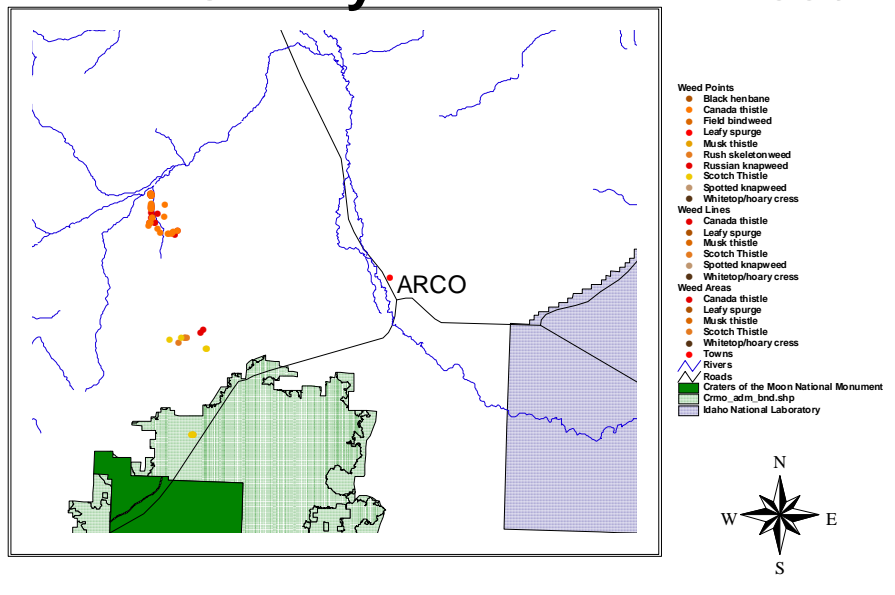 ARCO
Weed Points
Black henbane
Canada thistle
Field bindweed
Leafy spurge
Musk thistle
Rush skeletonweed
Russian knapweed
Scotch Thistle
Spotted knapweed
Whitetop/hoary cress
Weed Lines
Canada thistle
Leafy spurge
Musk thistle
Scotch Thistle
Spotted knapweed
Whitetop/hoary cress
Weed Areas
Canada thistle
Leafy spurge
Musk thistle
Scotch Thistle
Whitetop/hoary cress
Towns
Rivers
Roads
Craters of the Moon National Monument
Crmo_adm_bnd.shp
Idaho National Laboratory
N
W E
S